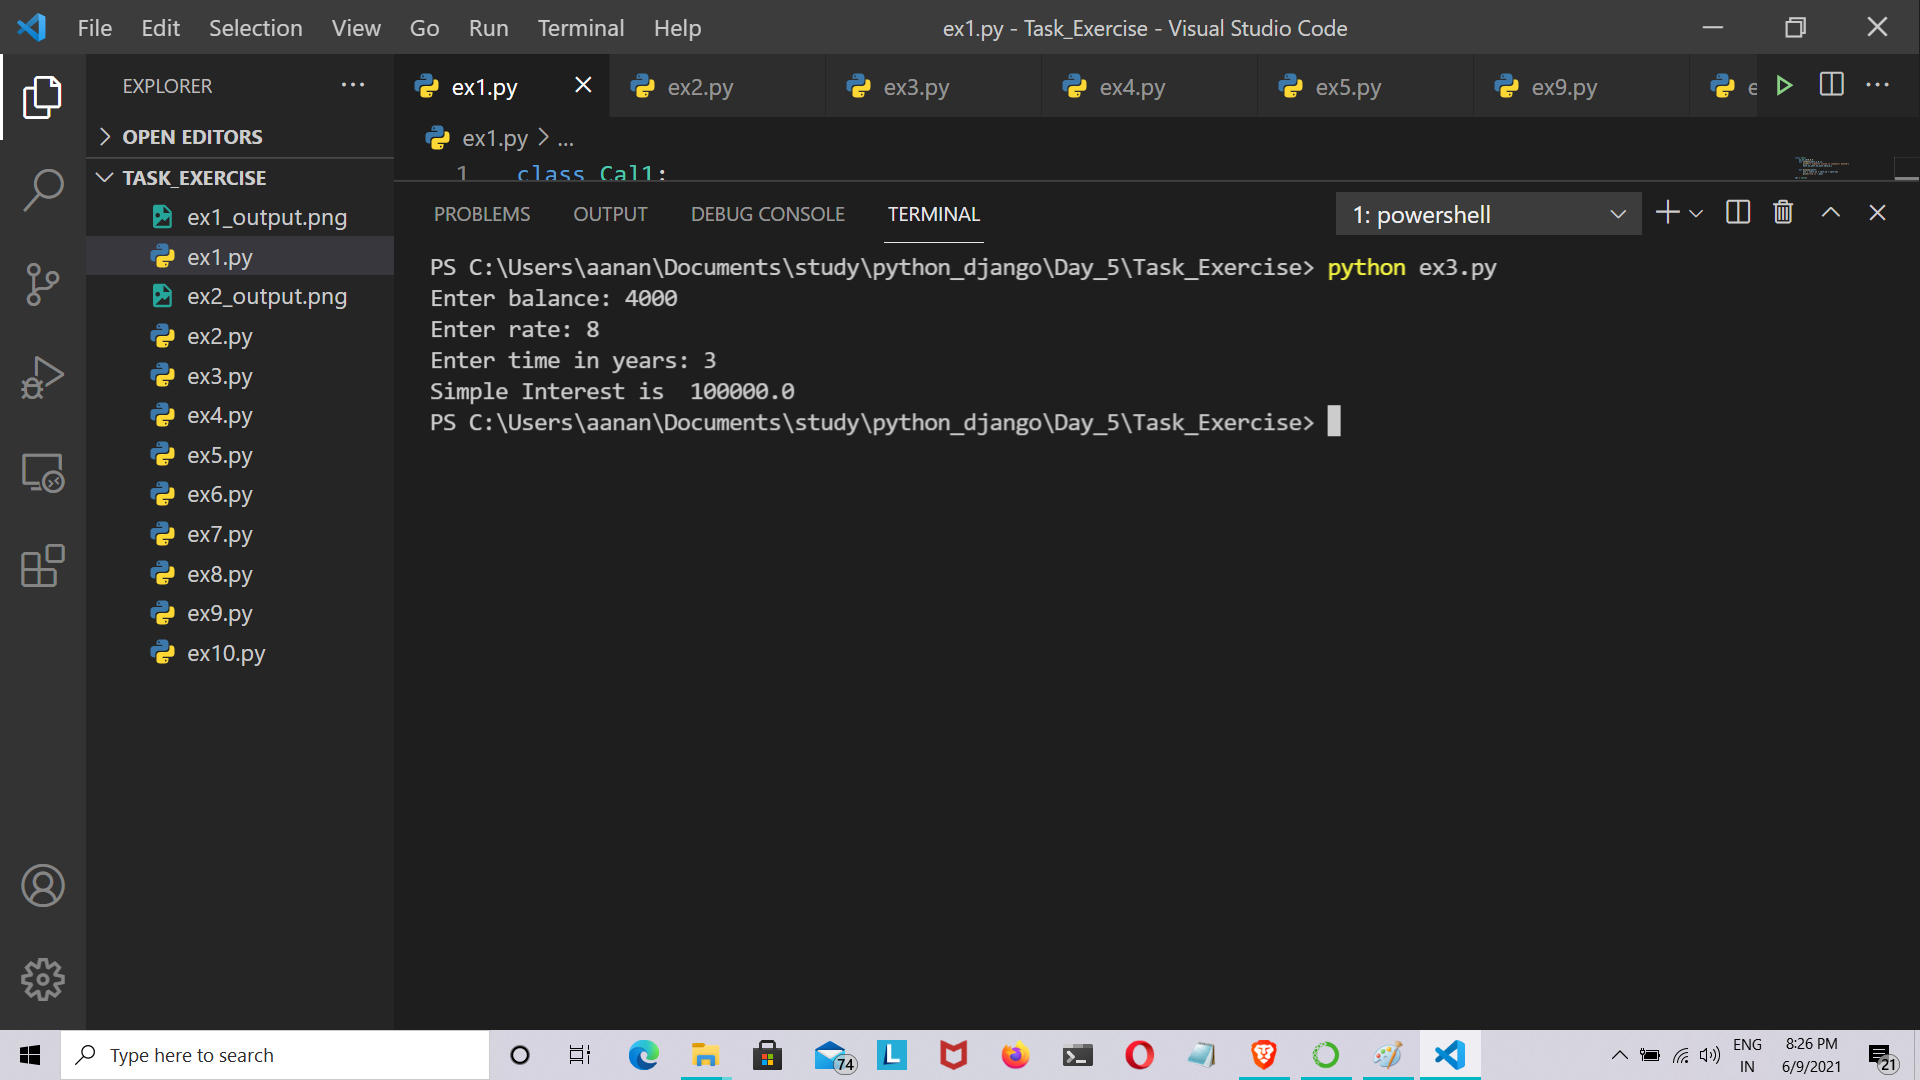 File Edit Selection View Go Run Terminal Help
ex1.py - Task_Exercise - Visual Studio Code
EXPLORER
OPEN EDITORS
TASK_EXERCISE
ex1_output.png
ex1.py
ex2_output.png
ex2.py
ex3.py
ex4.py
ex5.py
ex6.py
ex7.py
ex8.py
ex9.py
ex10.py
ex1.py ex2.py ex3.py ex4.py ex5.py ex9.py e
ex1.py > ...
1 class Cal1:
PROBLEMS OUTPUT DEBUG CONSOLE TERMINAL 1: powershell
PS C:\Users\aanan\Documents\study\python_django\Day_5\Task_Exercise> python ex3.py
Enter balance: 4000
Enter rate: 8
Enter time in years: 3
Simple Interest is  100000.0
PS C:\Users\aanan\Documents\study\python_django\Day_5\Task_Exercise>
Type here to search
74
L
ENG
IN
8:26 PM
6/9/2021
21